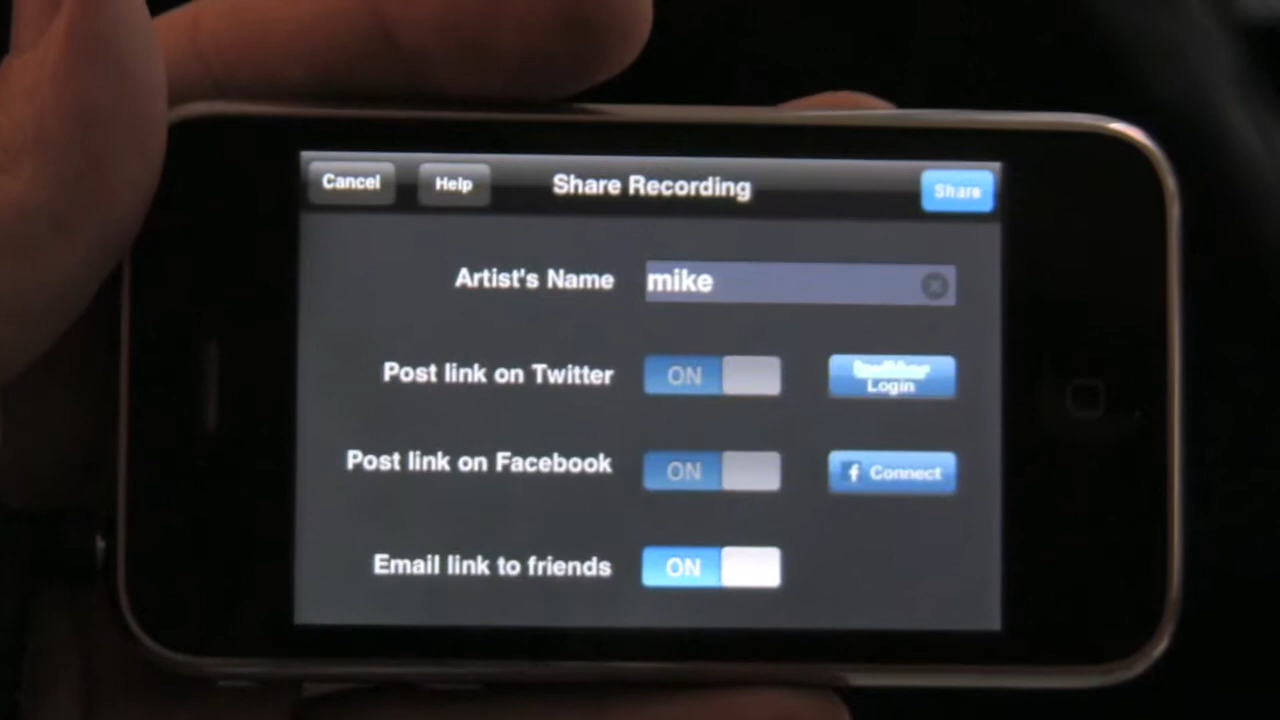 Cancel Help Share Recording Share
Artist's Name mike
Post link on Twitter ON twitter
Login
Post link on Facebook ON f Connect
Email link to friends ON